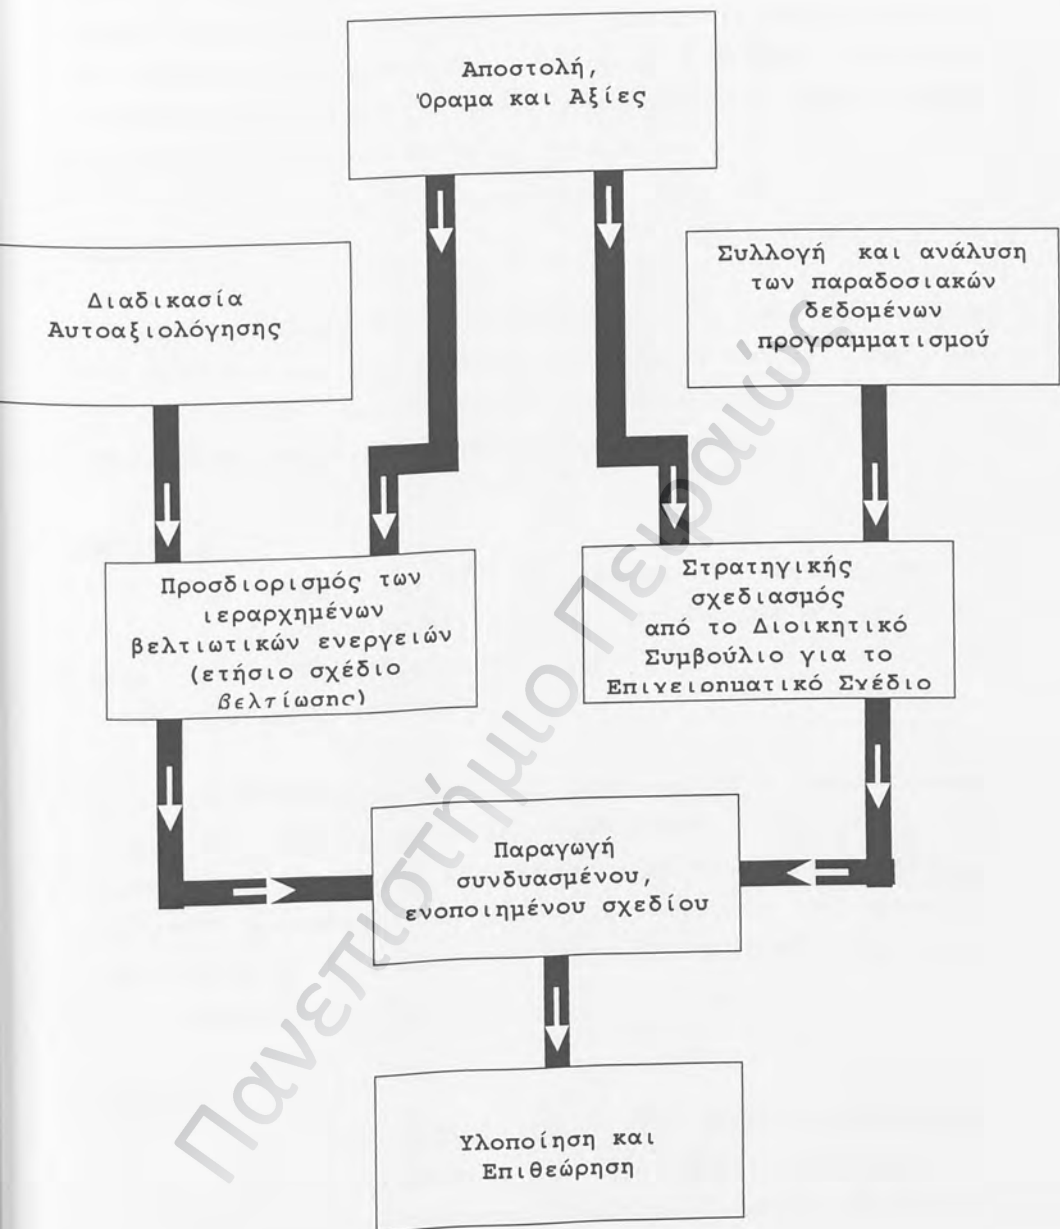 Αποστολή,
Όραμα και Αξίες
Διαδικασία
Αυτοαξιολόγησης
Συλλογή και ανάλυση
των παραδοσιακών
δεδομένων
προγραμματισμού
Προσδιορισμός των
ιεραρχημένων
βελτιωτικών ενεργειών
(ετήσιο σχέδιο
βελτίωσης)
Στρατηγικής
σχεδιασμός
από το Διοικητικό
Συμβούλιο για το
Επιχειρηματικό Σχέδιο
Παραγωγή
συνδυασμένου,
ενοποιημένου σχεδίου
Υλοποίηση και
Επιθεώρηση
Πανεπιστήμιο Πειραιώς